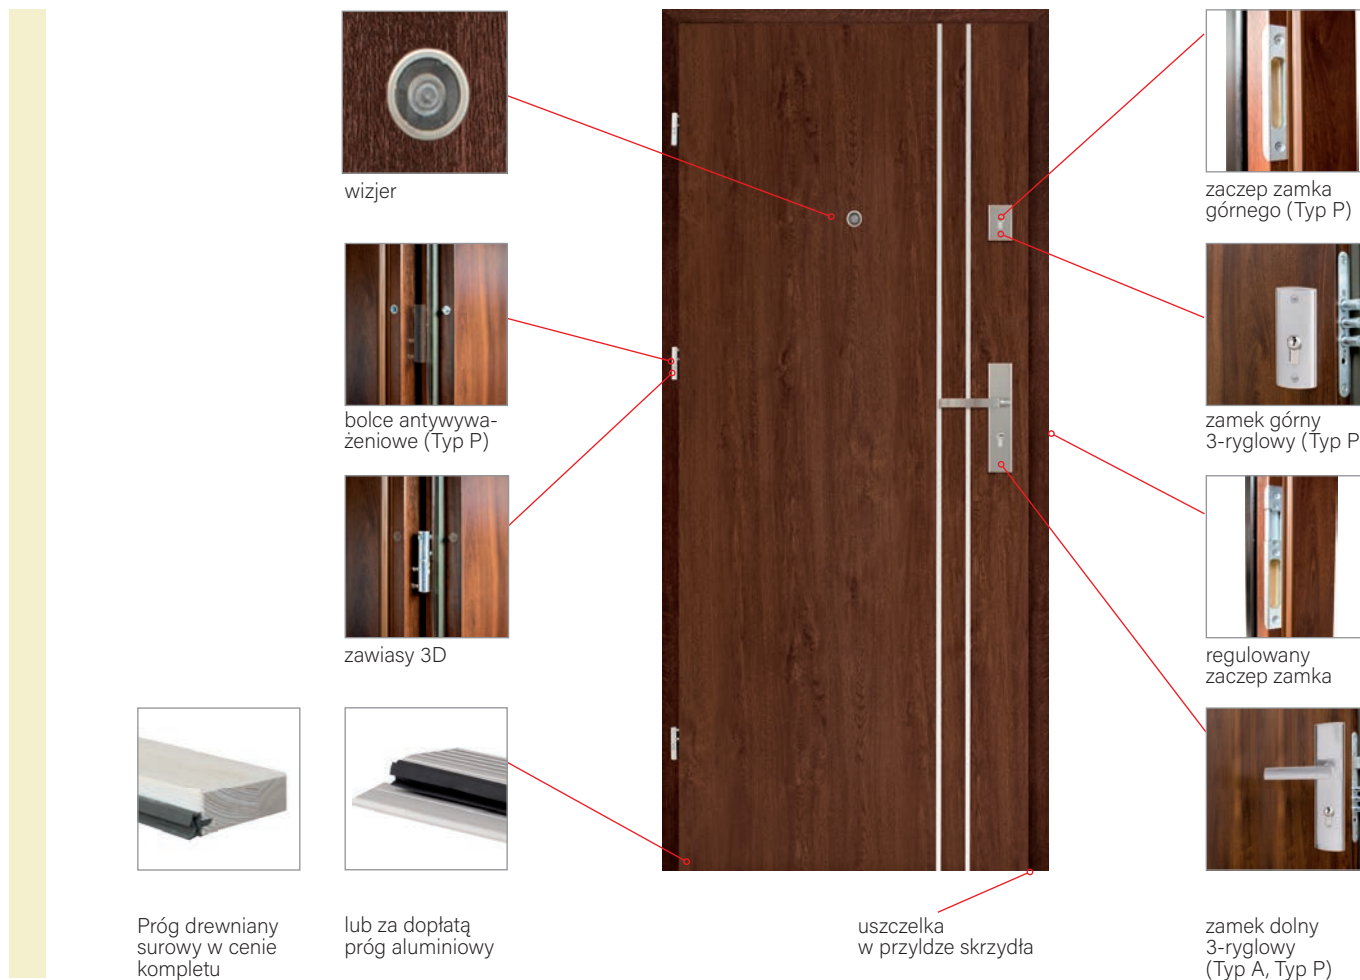 wizjer
bolce antywywa-
żeniowe (Typ P)
zawiasy 3D
Próg drewniany
surowy w cenie
kompletu
lub za dopłatą
próg aluminiowy
uszczelka
w przyldze skrzydła
zaczep zamka
górnego (Typ P)
zamek górny
3-ryglowy (Typ P
regulowany
zaczep zamka
zamek dolny
3-ryglowy
(Typ A, Typ P)